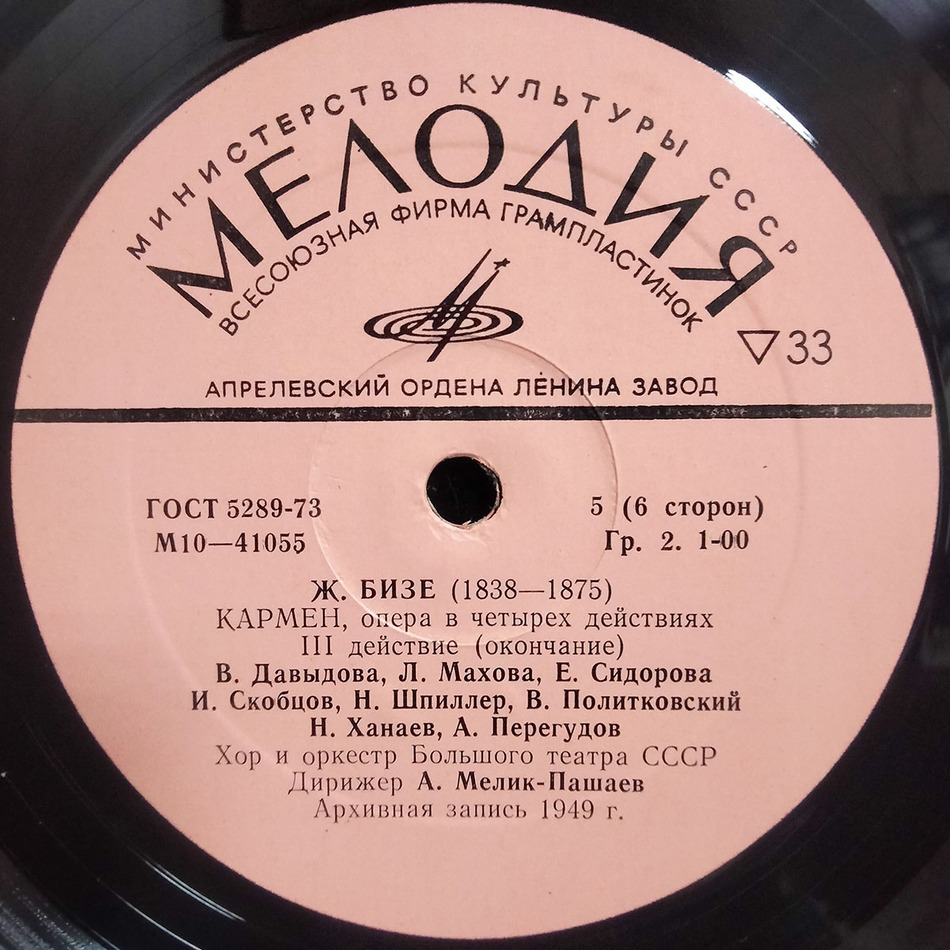 МИНИСТЕРСТВО КУЛЬТУРЫ СССР
МЕЛОДИЯ
ВСЕСОЮЗНАЯ ФИРМА ГРАМПЛАСТИНОК
▽33
АПРЕЛЕВСКИЙ ОРДЕНА ЛЕНИНА ЗАВОД
ГОСТ 5289-73 5 (6 сторон)
М10—41055 Гр. 2. 1-00
Ж. БИЗЕ (1838—1875)
КАРМЕН, опера в четырех действиях
III действие (окончание)
В. Давыдова, Л. Махова, Е. Сидорова
И. Скобцов, Н. Шпиллер, В. Политковский
Н. Ханаев, А. Перегудов
Хор и оркестр Большого театра СССР
Дирижер А. Мелик-Пашаев
Архивная запись 1949 г.